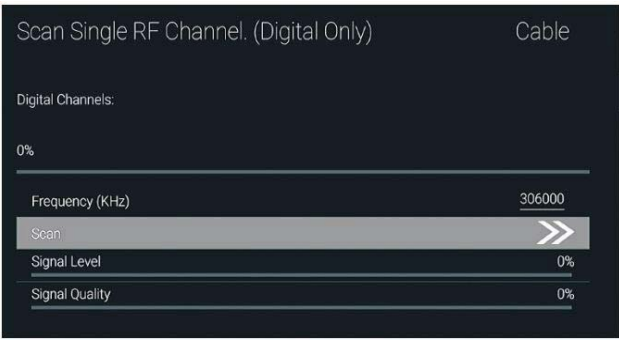 Scan Single RF Channel. (Digital Only) Cable
Digital Channels:
0%
Frequency (KHz) 306000
Scan
Signal Level 0%
Signal Quality 0%